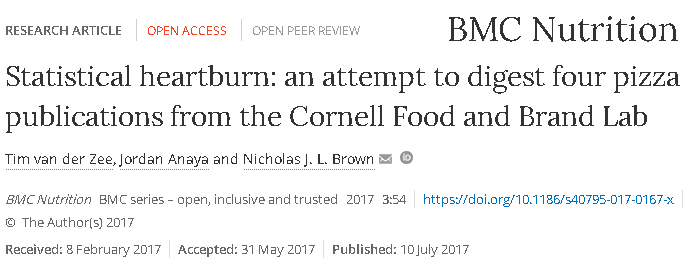 RESEARCH ARTICLE OPEN ACCESS OPEN PEER REVIEW BMC Nutrition
Statistical heartburn: an attempt to digest four pizza
publications from the Cornell Food and Brand Lab
Tim van der Zee, Jordan Anaya and Nicholas J. L. Brown iD
BMC Nutrition BMC series – open, inclusive and trusted 2017 3:54 https://doi.org/10.1186/s40795-017-0167-x
© The Author(s) 2017
Received: 8 February 2017 Accepted: 31 May 2017 Published: 10 July 2017